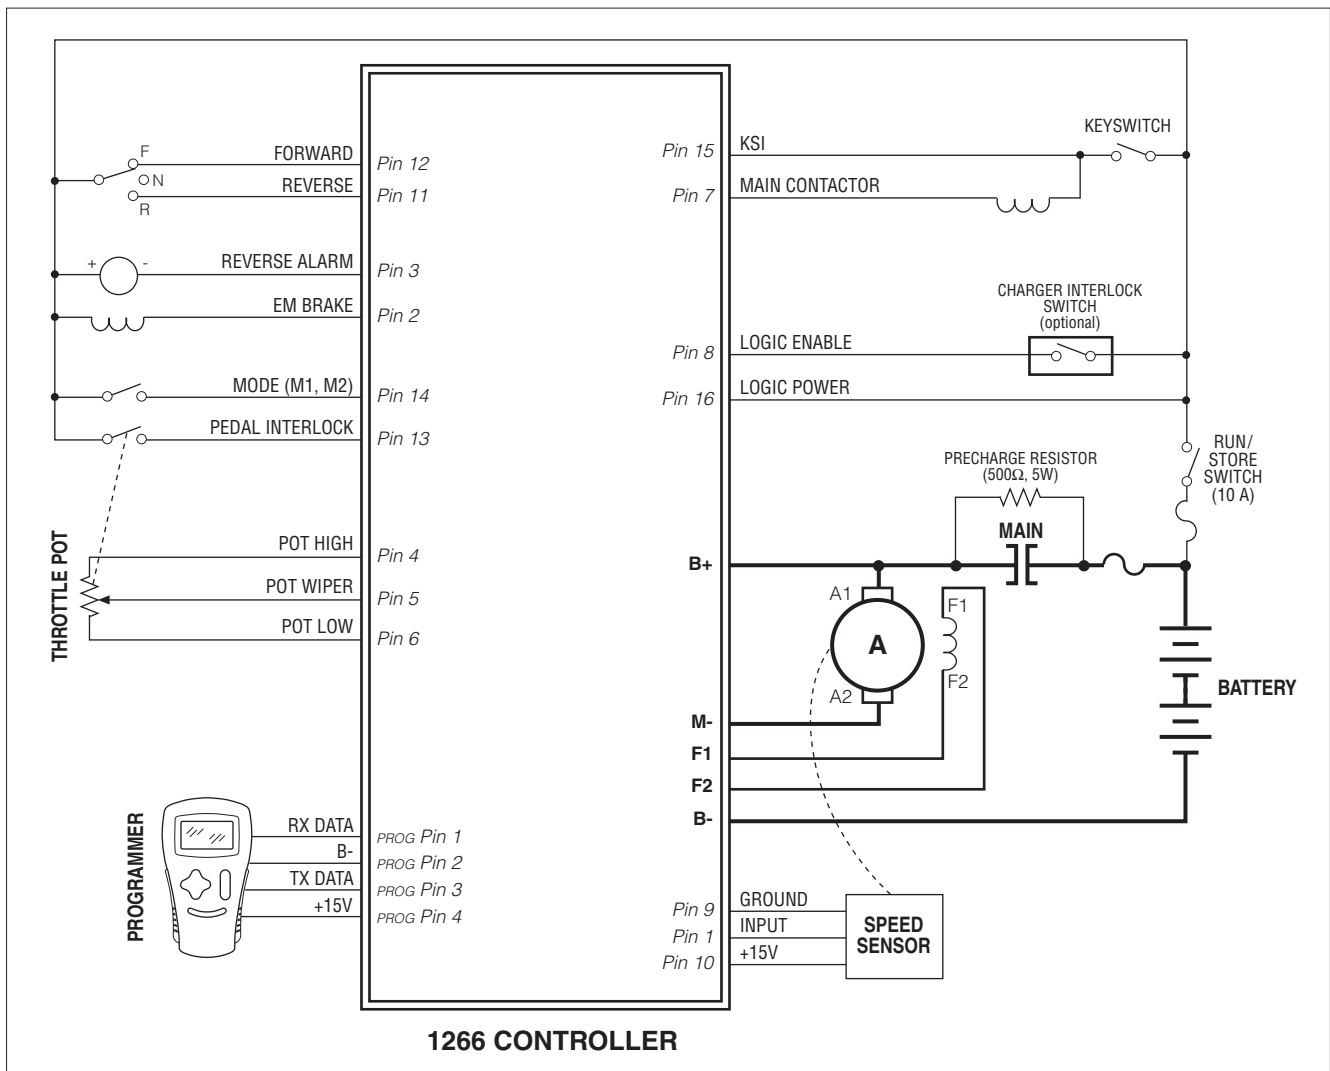 KEYSWITCH
F
N
R
FORWARD
Pin 12
REVERSE
Pin 11
+
-
REVERSE ALARM
Pin 3
EM BRAKE
Pin 2
MODE (M1, M2)
Pin 14
PEDAL INTERLOCK
Pin 13
THROTTLE POT
POT HIGH
Pin 4
POT WIPER
Pin 5
POT LOW
Pin 6
PROGRAMMER
RX DATA
PROG Pin 1
B-
PROG Pin 2
TX DATA
PROG Pin 3
+15V
PROG Pin 4
Pin 15
KSI
Pin 7
MAIN CONTACTOR
CHARGER INTERLOCK
SWITCH
(optional)
Pin 8
LOGIC ENABLE
Pin 16
LOGIC POWER
RUN/
STORE
SWITCH
(10 A)
PRECHARGE RESISTOR
(500Ω, 5W)
MAIN
B+
A1
A
A2
F1
F2
BATTERY
M-
F1
F2
B-
Pin 9
GROUND
Pin 1
INPUT
Pin 10
+15V
SPEED
SENSOR
1266 CONTROLLER